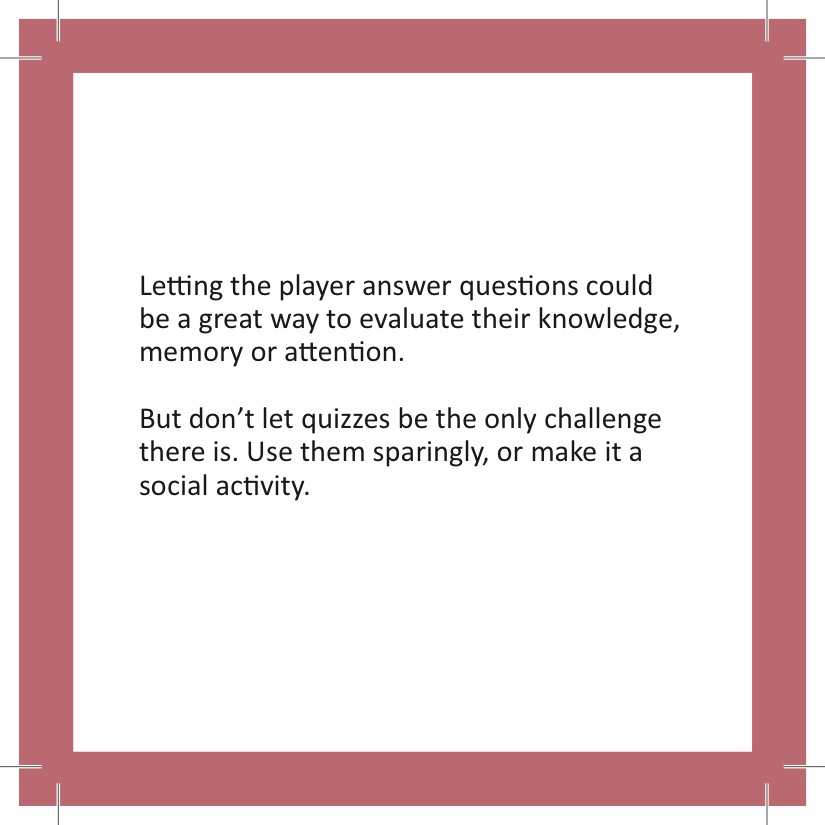 Letting the player answer questions could
be a great way to evaluate their knowledge,
memory or attention.
But don’t let quizzes be the only challenge
there is. Use them sparingly, or make it a
social activity.